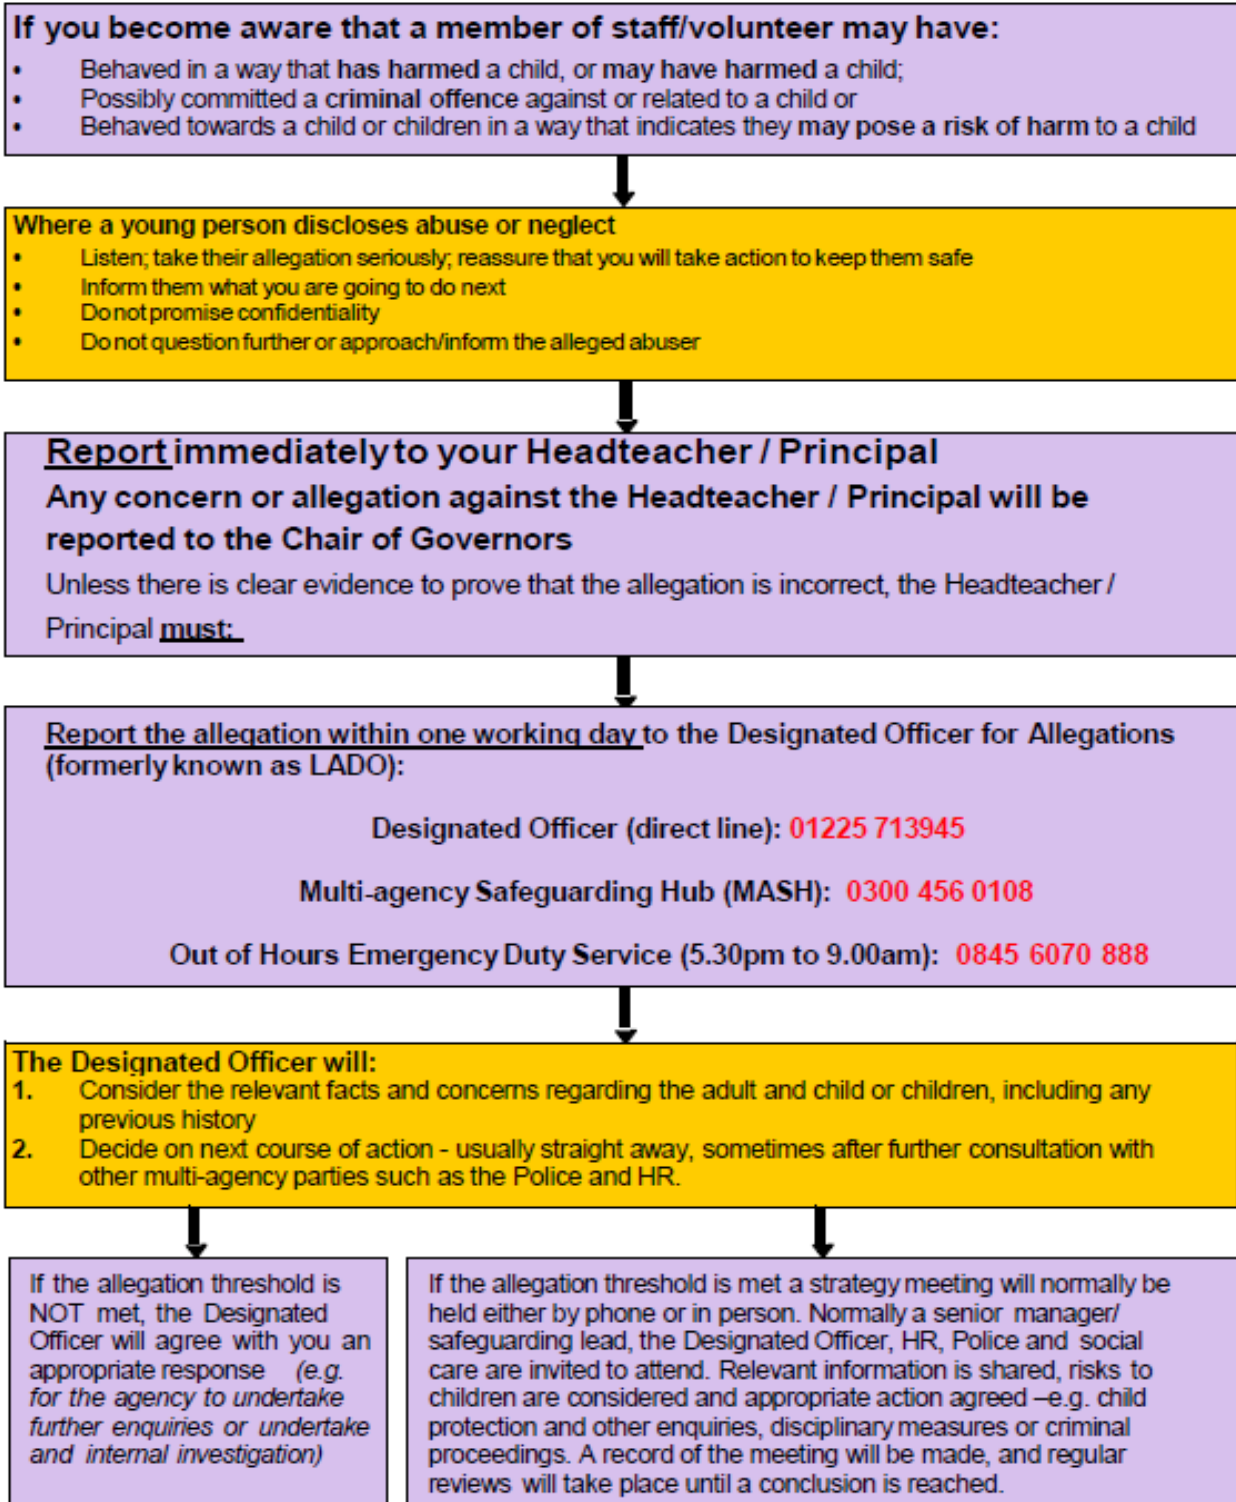 If you become aware that a member of staff/volunteer may have:
• Behaved in a way that has harmed a child, or may have harmed a child;
• Possibly committed a criminal offence against or related to a child or
• Behaved towards a child or children in a way that indicates they may pose a risk of harm to a child
Where a young person discloses abuse or neglect
• Listen; take their allegation seriously; reassure that you will take action to keep them safe
• Inform them what you are going to do next
• Do not promise confidentiality
• Do not question further or approach/inform the alleged abuser
Report immediately to your Headteacher / Principal
Any concern or allegation against the Headteacher / Principal will be
reported to the Chair of Governors
Unless there is clear evidence to prove that the allegation is incorrect, the Headteacher /
Principal must:
Report the allegation within one working day to the Designated Officer for Allegations
(formerly known as LADO):
Designated Officer (direct line): 01225 713945
Multi-agency Safeguarding Hub (MASH): 0300 456 0108
Out of Hours Emergency Duty Service (5.30pm to 9.00am): 0845 6070 888
The Designated Officer will:
1. Consider the relevant facts and concerns regarding the adult and child or children, including any
previous history
2. Decide on next course of action - usually straight away, sometimes after further consultation with
other multi-agency parties such as the Police and HR.
If the allegation threshold is
NOT met, the Designated
Officer will agree with you an
appropriate response (e.g.
for the agency to undertake
further enquiries or undertake
and internal investigation)
If the allegation threshold is met a strategy meeting will normally be
held either by phone or in person. Normally a senior manager/
safeguarding lead, the Designated Officer, HR, Police and social
care are invited to attend. Relevant information is shared, risks to
children are considered and appropriate action agreed –e.g. child
protection and other enquiries, disciplinary measures or criminal
proceedings. A record of the meeting will be made, and regular
reviews will take place until a conclusion is reached.